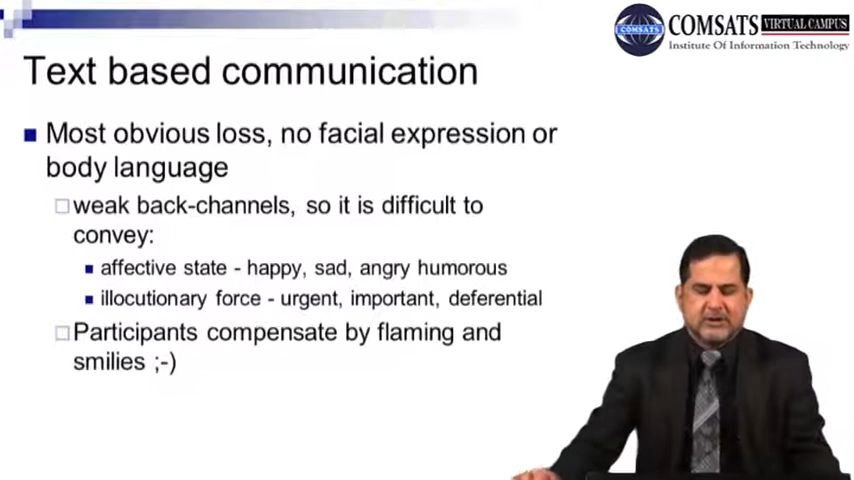 COMSATS
COMSATS VIRTUAL CAMPUS
Institute Of Information Technology
Text based communication
Most obvious loss, no facial expression or
body language
weak back-channels, so it is difficult to
convey:
affective state - happy, sad, angry humorous
illocutionary force - urgent, important, deferential
Participants compensate by flaming and
smilies ;-)